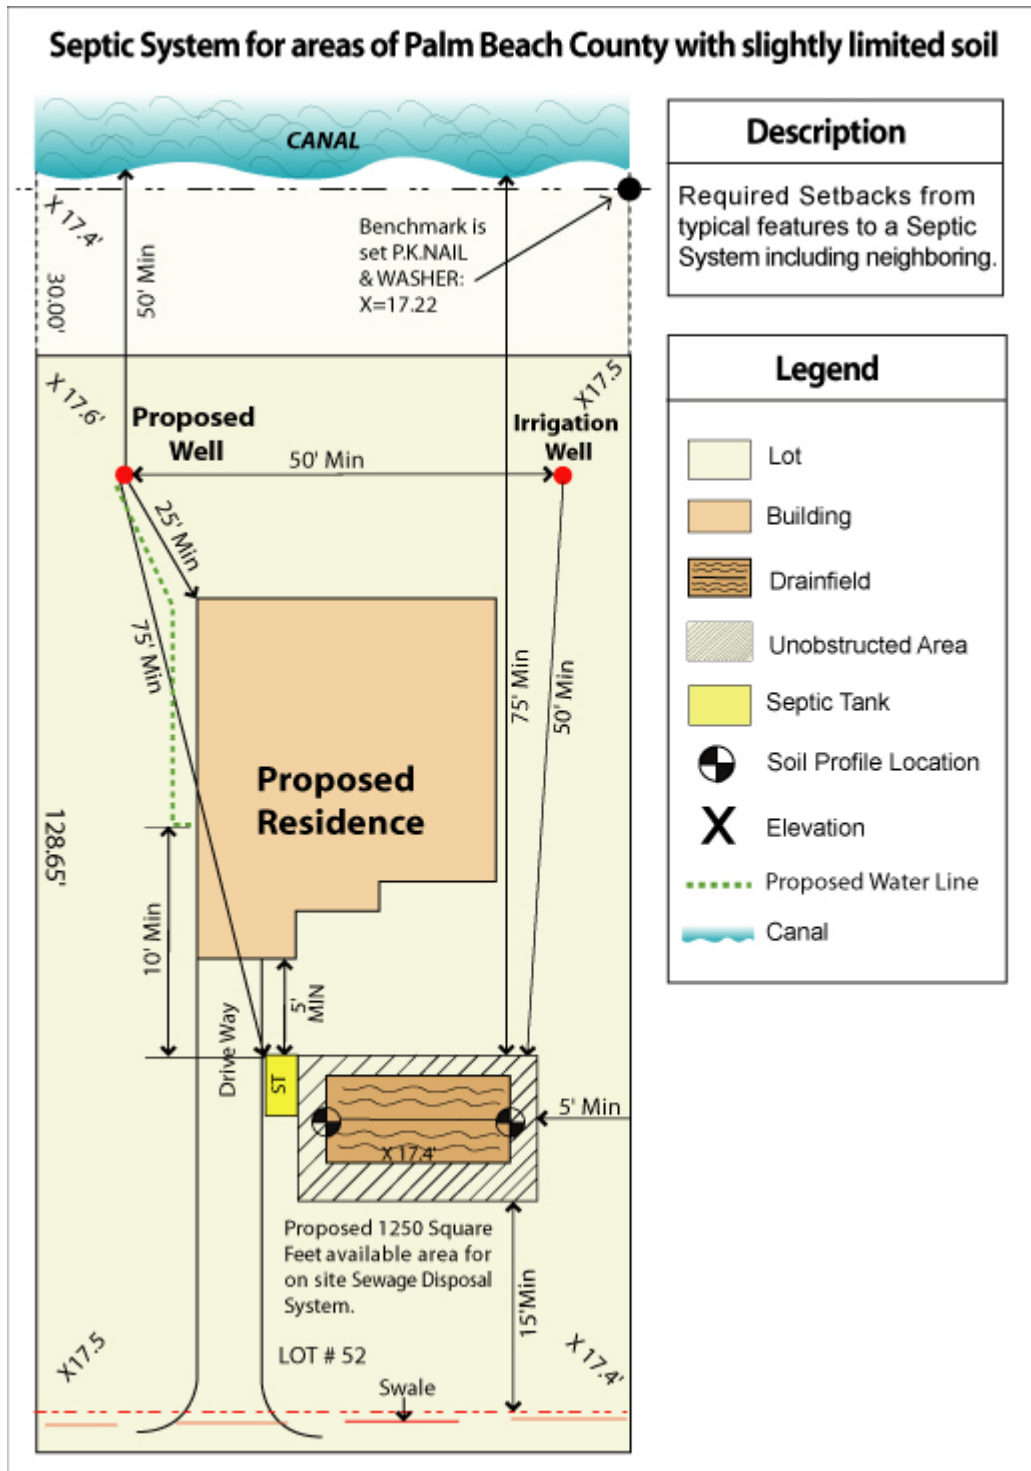 Septic System for areas of Palm Beach County with slightly limited soil
CANAL
X 17.4'
30.00'
50' Min
Benchmark is
set P.K.NAIL
& WASHER:
X=17.22
X 17.6'
X17.5
Proposed
Well
Irrigation
Well
50' Min
25' Min
75' Min
75' Min
50' Min
Proposed
Residence
128.65'
10' Min
Drive Way
5'
MIN
ST
5' Min
X 17.4'
Proposed 1250 Square
Feet available area for
on site Sewage Disposal
System.
15'Min
LOT # 52
X17.5
X 17.4'
Swale
Description
Required Setbacks from
typical features to a Septic
System including neighboring.
Legend
Lot
Building
Drainfield
Unobstructed Area
Septic Tank
Soil Profile Location
X Elevation
Proposed Water Line
Canal